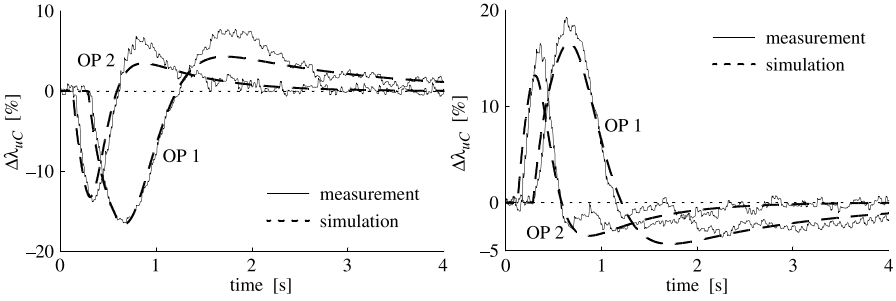 10
0
−10
−20
Δλ_uC [%]
OP 2
OP 1
measurement
simulation
0 1 2 3 4
time [s]
20
10
0
−5
Δλ_uC [%]
measurement
simulation
OP 1
OP 2
0 1 2 3 4
time [s]